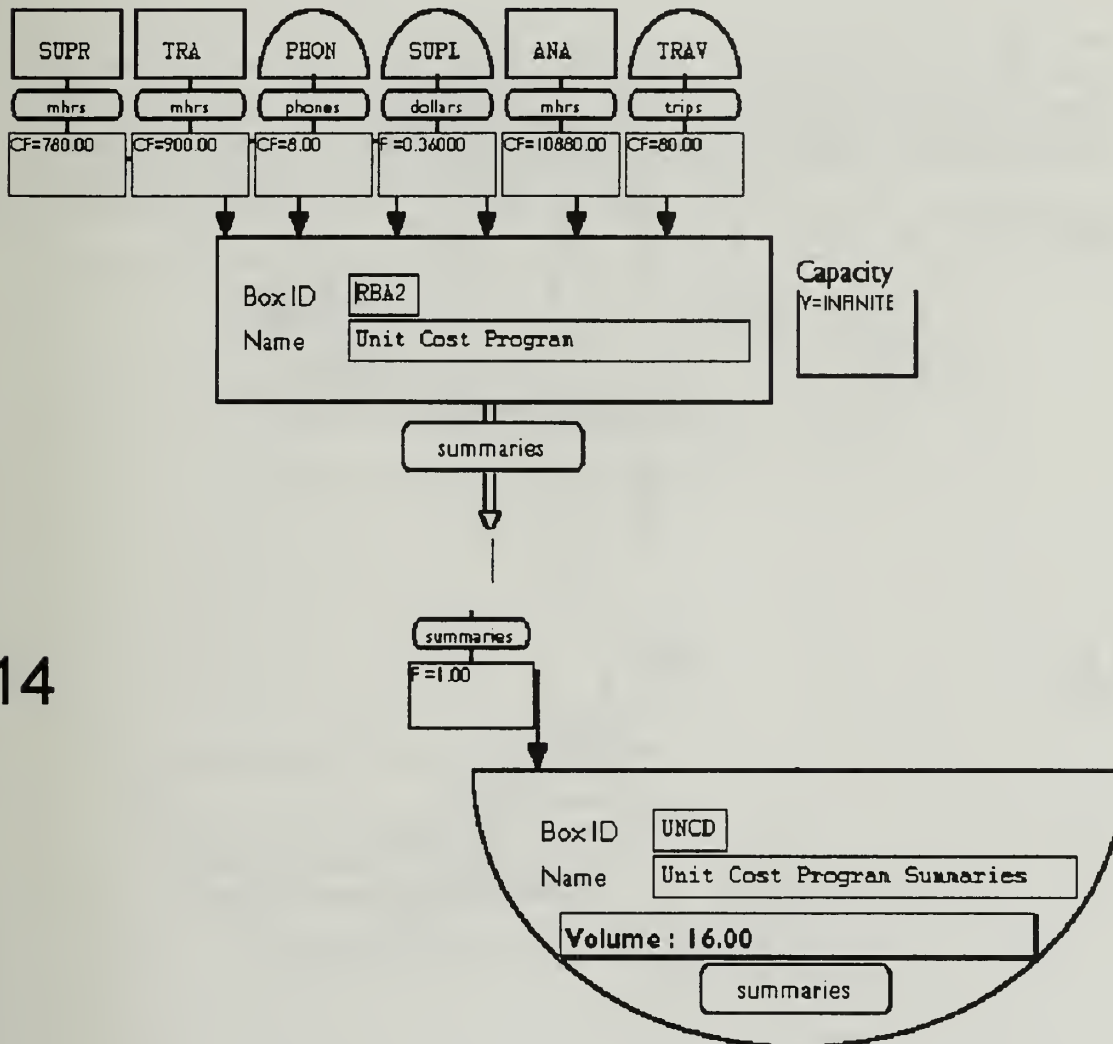 SUPR TRA PHON SUPL ANA TRAV
mhrs mhrs phones dollars mhrs trips
CF=780.00 CF=900.00 CF=8.00 F =0.36000 CF=10880.00 CF=80.00
Box ID RBA2
Name Unit Cost Program
Capacity
Y=INFINITE
summaries
summaries
F =1.00
14
Box ID UNCD
Name Unit Cost Program Summaries
Volume : 16.00
summaries